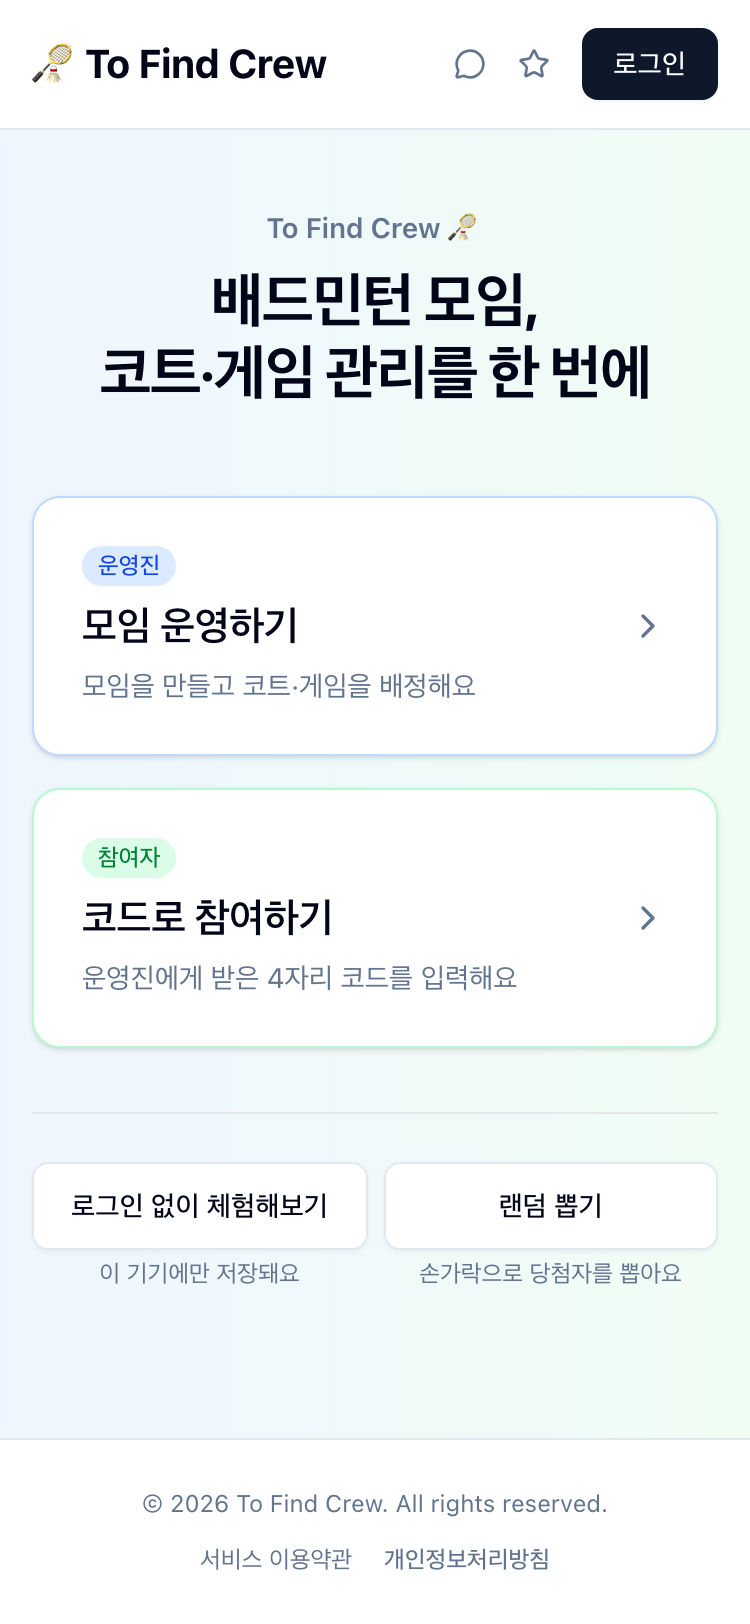 To Find Crew
로그인
To Find Crew
배드민턴 모임,
코트·게임 관리를 한 번에
운영진
모임 운영하기
모임을 만들고 코트·게임을 배정해요
참여자
코드로 참여하기
운영진에게 받은 4자리 코드를 입력해요
로그인 없이 체험해보기
이 기기에만 저장돼요
랜덤 뽑기
손가락으로 당첨자를 뽑아요
© 2026 To Find Crew. All rights reserved.
서비스 이용약관 개인정보처리방침